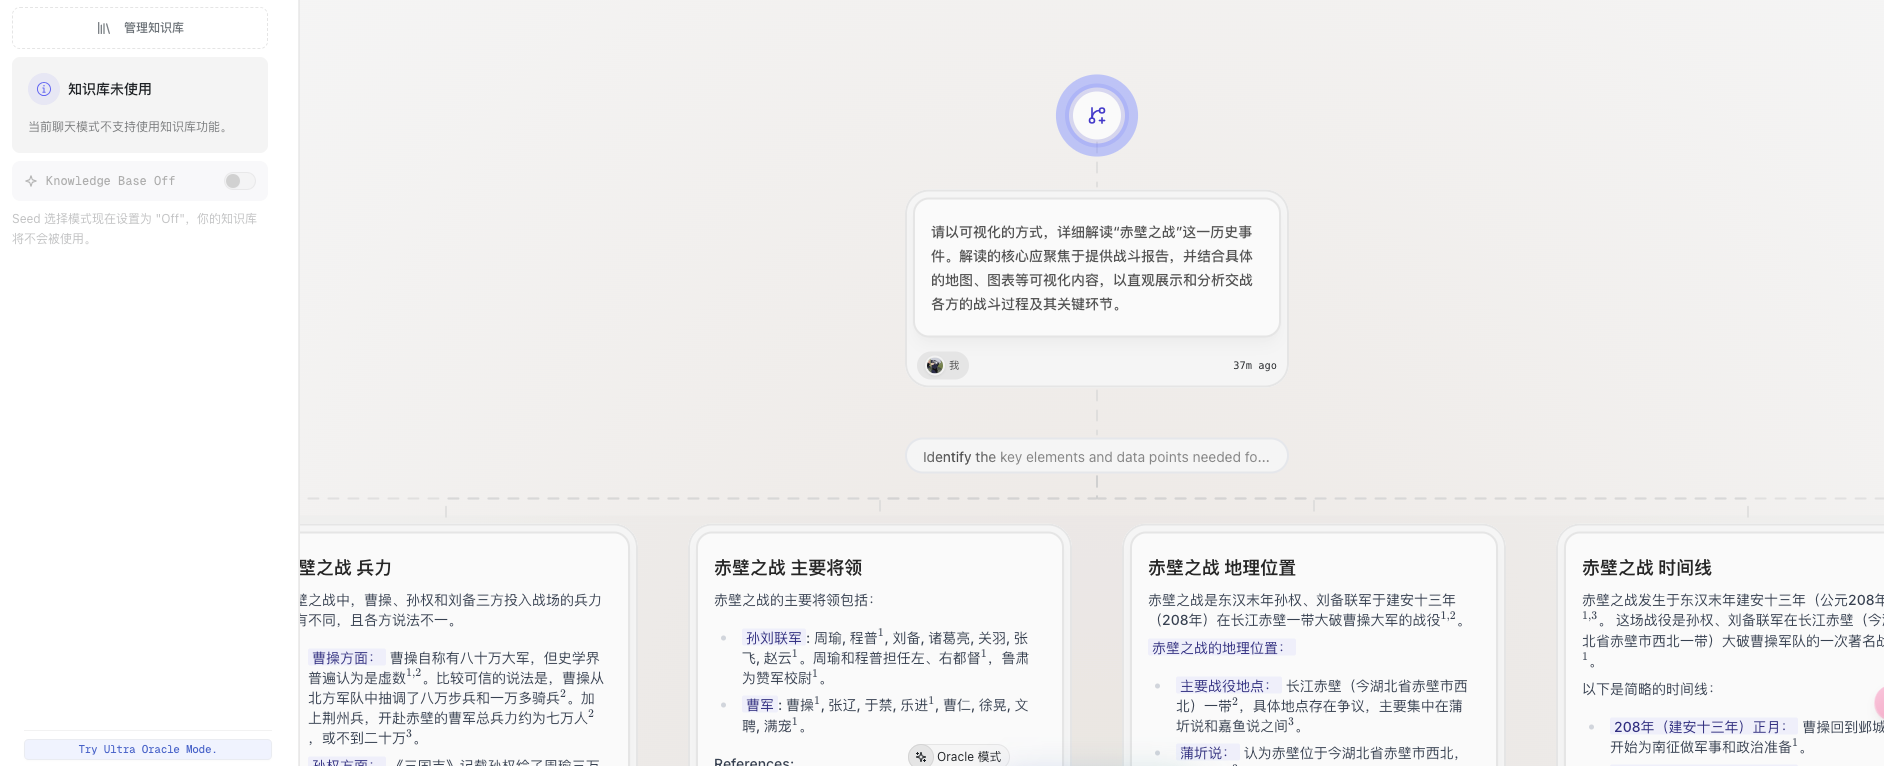 管理知识库
知识库未使用
当前聊天模式不支持使用知识库功能。
Knowledge Base Off
Seed 选择模式现在设置为 "Off"，你的知识库
将不会被使用。
Try Ultra Oracle Mode.
请以可视化的方式，详细解读“赤壁之战”这一历史事
件。解读的核心应聚焦于提供战斗报告，并结合具体
的地图、图表等可视化内容，以直观展示和分析交战
各方的战斗过程及其关键环节。
我
37m ago
Identify the key elements and data points needed fo...
壁之战 兵力
之战中，曹操、孙权和刘备三方投入战场的兵力
不同，且各方说法不一。
曹操方面： 曹操自称有八十万大军，但史学界
普遍认为是虚数1,2。比较可信的说法是，曹操从
北方军队中抽调了八万步兵和一万多骑兵2。加
上荆州兵，开赴赤壁的曹军总兵力约为七万人2
，或不到二十万3。
孙权方面： 《三国志》记载孙权给了周瑜三万
赤壁之战 主要将领
赤壁之战的主要将领包括：
孙刘联军：周瑜, 程普1, 刘备, 诸葛亮, 关羽, 张
飞, 赵云1。周瑜和程普担任左、右都督1，鲁肃
为赞军校尉1。
曹军：曹操1, 张辽, 于禁, 乐进1, 曹仁, 徐晃, 文
聘, 满宠1。
References:
Oracle 模式
赤壁之战 地理位置
赤壁之战是东汉末年孙权、刘备联军于建安十三年
（208年）在长江赤壁一带大破曹操大军的战役1,2。
赤壁之战的地理位置：
主要战役地点： 长江赤壁（今湖北省赤壁市西
北）一带2，具体地点存在争议，主要集中在蒲
圻说和嘉鱼说之间3。
蒲圻说： 认为赤壁位于今湖北省赤壁市西北，
赤壁之战 时间线
赤壁之战发生于东汉末年建安十三年（公元208年
1,3。 这场战役是孙权、刘备联军在长江赤壁（今
北省赤壁市西北一带）大破曹操军队的一次著名战
1。
以下是简略的时间线：
208年（建安十三年）正月： 曹操回到邺城
开始为南征做军事和政治准备1。